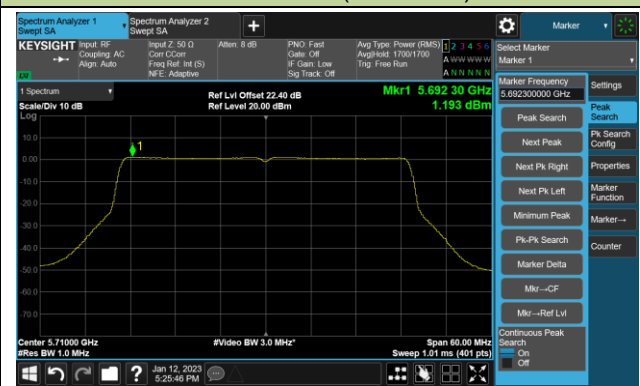 Spectrum Analyzer 1
Swept SA
Spectrum Analyzer 2
Swept SA
+
Marker
KEYSIGHT
Input: RF
Coupling: AC
Align: Auto
Input Z: 50 Ω
Corr CCorr
Freq Ref: Int (S)
NFE: Adaptive
Atten: 8 dB
PNO: Fast
Gate: Off
IF Gain: Low
Sig Track: Off
Avg Type: Power (RMS)
Avg|Hold: 1700/1700
Trig: Free Run
1 2 3 4 5 6
A W W W W W
A N N N N N
Select Marker
Marker 1
1 Spectrum
Scale/Div 10 dB
Log
Ref Lvl Offset 22.40 dB
Ref Level 20.00 dBm
Mkr1 5.692 30 GHz
1.193 dBm
10.0
0.00
-10.0
-20.0
-30.0
-40.0
-50.0
-60.0
-70.0
1
Center 5.71000 GHz
#Res BW 1.0 MHz
#Video BW 3.0 MHz*
Span 60.00 MHz
Sweep 1.01 ms (401 pts)
Marker Frequency
5.692300000 GHz
Peak Search
Next Peak
Next Pk Right
Next Pk Left
Minimum Peak
Pk-Pk Search
Marker Delta
Mkr→CF
Mkr→Ref Lvl
Continuous Peak
Search
On
Off
Settings
Peak
Search
Pk Search
Config
Properties
Marker
Function
Marker→
Counter
?
Jan 12, 2023
5:25:46 PM